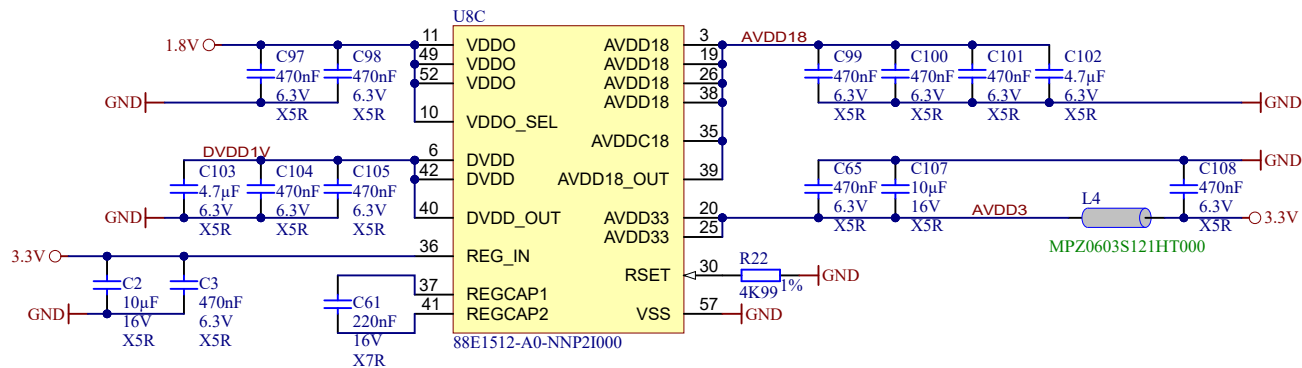 U8C
1.8V
C97
470nF
6.3V
X5R
C98
470nF
6.3V
X5R
GND
11 VDDO
49 VDDO
52 VDDO
10 VDDO_SEL
DVDD1V
C103
4.7µF
6.3V
X5R
C104
470nF
6.3V
X5R
C105
470nF
6.3V
X5R
GND
6 DVDD
42 DVDD
40 DVDD_OUT
3.3V
36 REG_IN
C2
10µF
16V
X5R
C3
470nF
6.3V
X5R
GND
C61
220nF
16V
X7R
37 REGCAP1
41 REGCAP2
AVDD18 3
AVDD18 19
AVDD18 26
AVDD18 38
AVDDC18 35
AVDD18_OUT 39
AVDD33 20
AVDD33 25
RSET 30
VSS 57
88E1512-A0-NNP2I000
AVDD18
C99
470nF
6.3V
X5R
C100
470nF
6.3V
X5R
C101
470nF
6.3V
X5R
C102
4.7µF
6.3V
X5R
GND
GND
C65
470nF
6.3V
X5R
C107
10µF
16V
X5R
AVDD3
L4
MPZ0603S121HT000
C108
470nF
6.3V
X5R
3.3V
R22
4K99
1%
GND
GND